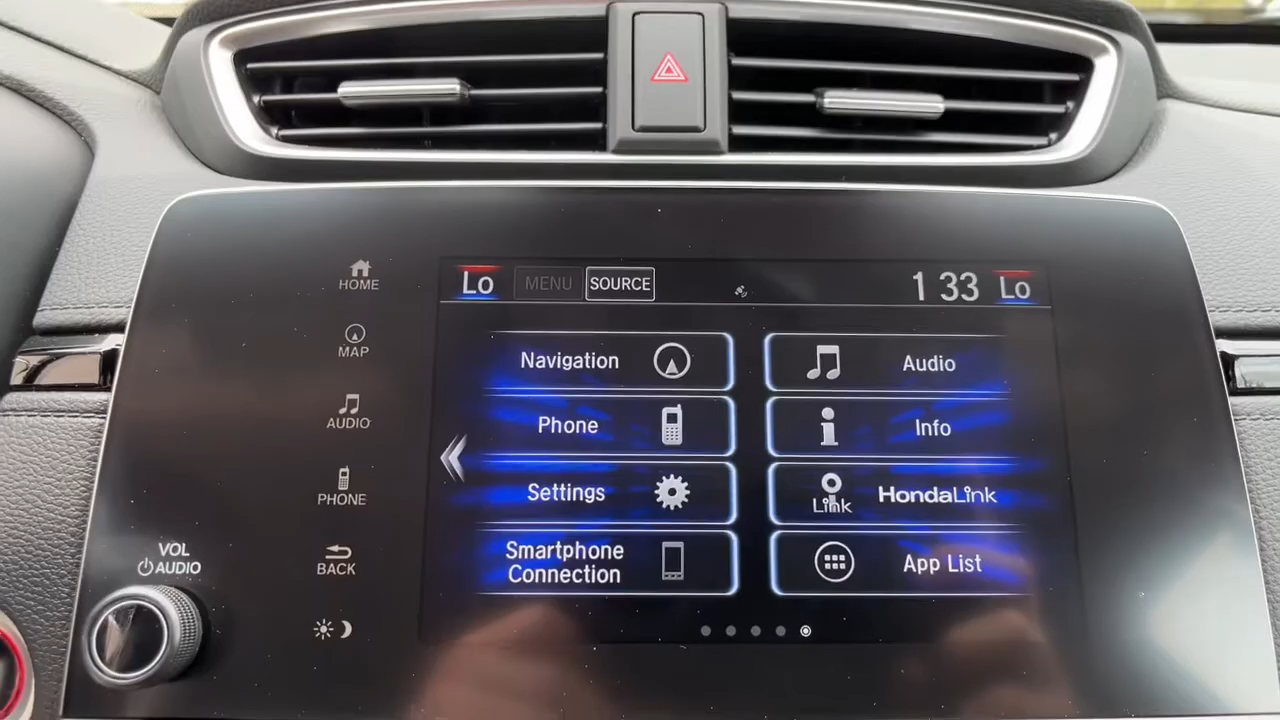 HOME
MAP
AUDIO
PHONE
BACK
VOL
AUDIO
Lo MENU SOURCE 1 33 Lo
Navigation
Audio
Phone
Info
Settings
Link HondaLink
Smartphone
Connection
App List